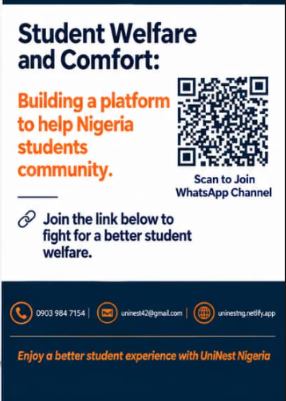 Student Welfare
and Comfort:
Building a platform
to help Nigeria
students
community.
Scan to Join
WhatsApp Channel
Join the link below to
fight for a better student
welfare.
0903 984 7154 |
uninest42@gmail.com |
uninestng.netlify.app
Enjoy a better student experience with UniNest Nigeria